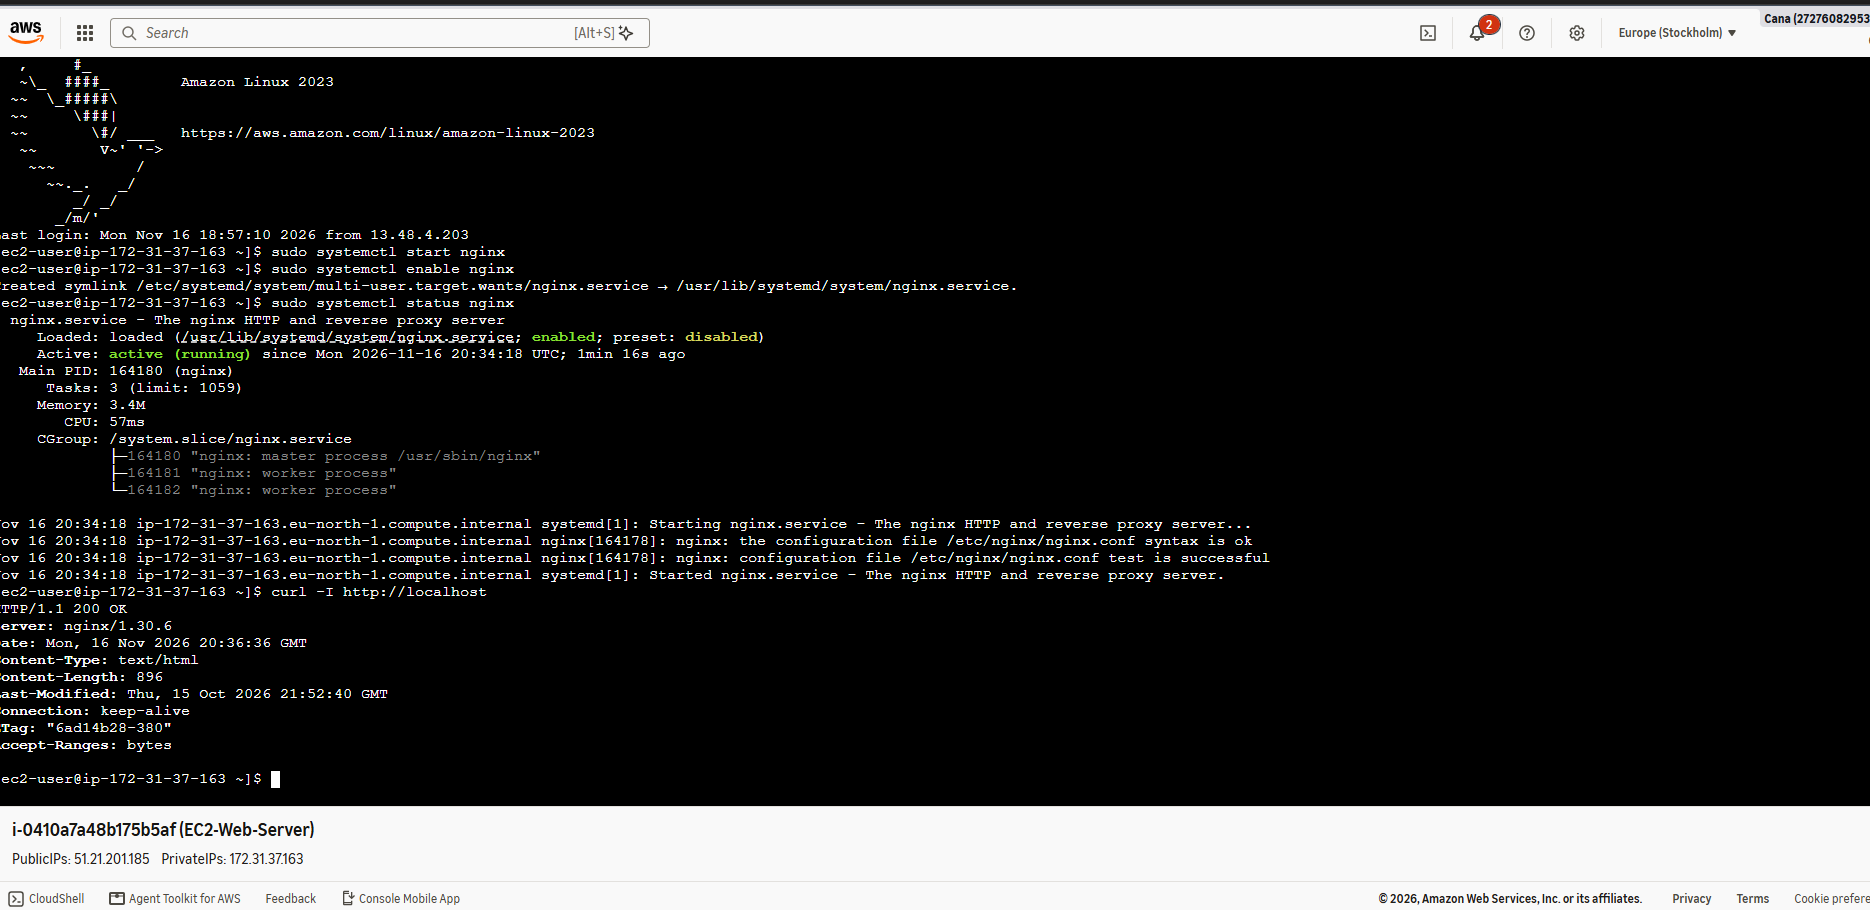 aws
Search [Alt+S]
2
Europe (Stockholm)
Cana (27276082953
, #_
~\_ ####_ Amazon Linux 2023
~~ \_#####\
~~ \###|
~~ \#/ ___ https://aws.amazon.com/linux/amazon-linux-2023
~~ V~' '->
~~~ /
~~._. _/
_/ _/
_/m/'
ast login: Mon Nov 16 18:57:10 2026 from 13.48.4.203
ec2-user@ip-172-31-37-163 ~]$ sudo systemctl start nginx
ec2-user@ip-172-31-37-163 ~]$ sudo systemctl enable nginx
reated symlink /etc/systemd/system/multi-user.target.wants/nginx.service → /usr/lib/systemd/system/nginx.service.
ec2-user@ip-172-31-37-163 ~]$ sudo systemctl status nginx
nginx.service - The nginx HTTP and reverse proxy server
Loaded: loaded (/usr/lib/systemd/system/nginx.service; enabled; preset: disabled)
Active: active (running) since Mon 2026-11-16 20:34:18 UTC; 1min 16s ago
Main PID: 164180 (nginx)
Tasks: 3 (limit: 1059)
Memory: 3.4M
CPU: 57ms
CGroup: /system.slice/nginx.service
├─164180 "nginx: master process /usr/sbin/nginx"
├─164181 "nginx: worker process"
└─164182 "nginx: worker process"
ov 16 20:34:18 ip-172-31-37-163.eu-north-1.compute.internal systemd[1]: Starting nginx.service - The nginx HTTP and reverse proxy server...
ov 16 20:34:18 ip-172-31-37-163.eu-north-1.compute.internal nginx[164178]: nginx: the configuration file /etc/nginx/nginx.conf syntax is ok
ov 16 20:34:18 ip-172-31-37-163.eu-north-1.compute.internal nginx[164178]: nginx: configuration file /etc/nginx/nginx.conf test is successful
ov 16 20:34:18 ip-172-31-37-163.eu-north-1.compute.internal systemd[1]: Started nginx.service - The nginx HTTP and reverse proxy server.
ec2-user@ip-172-31-37-163 ~]$ curl -I http://localhost
TTP/1.1 200 OK
erver: nginx/1.30.6
ate: Mon, 16 Nov 2026 20:36:36 GMT
ontent-Type: text/html
ontent-Length: 896
ast-Modified: Thu, 15 Oct 2026 21:52:40 GMT
onnection: keep-alive
Tag: "6ad14b28-380"
ccept-Ranges: bytes
ec2-user@ip-172-31-37-163 ~]$
i-0410a7a48b175b5af (EC2-Web-Server)
PublicIPs: 51.21.201.185 PrivateIPs: 172.31.37.163
CloudShell Agent Toolkit for AWS Feedback Console Mobile App © 2026, Amazon Web Services, Inc. or its affiliates. Privacy Terms Cookie prefere